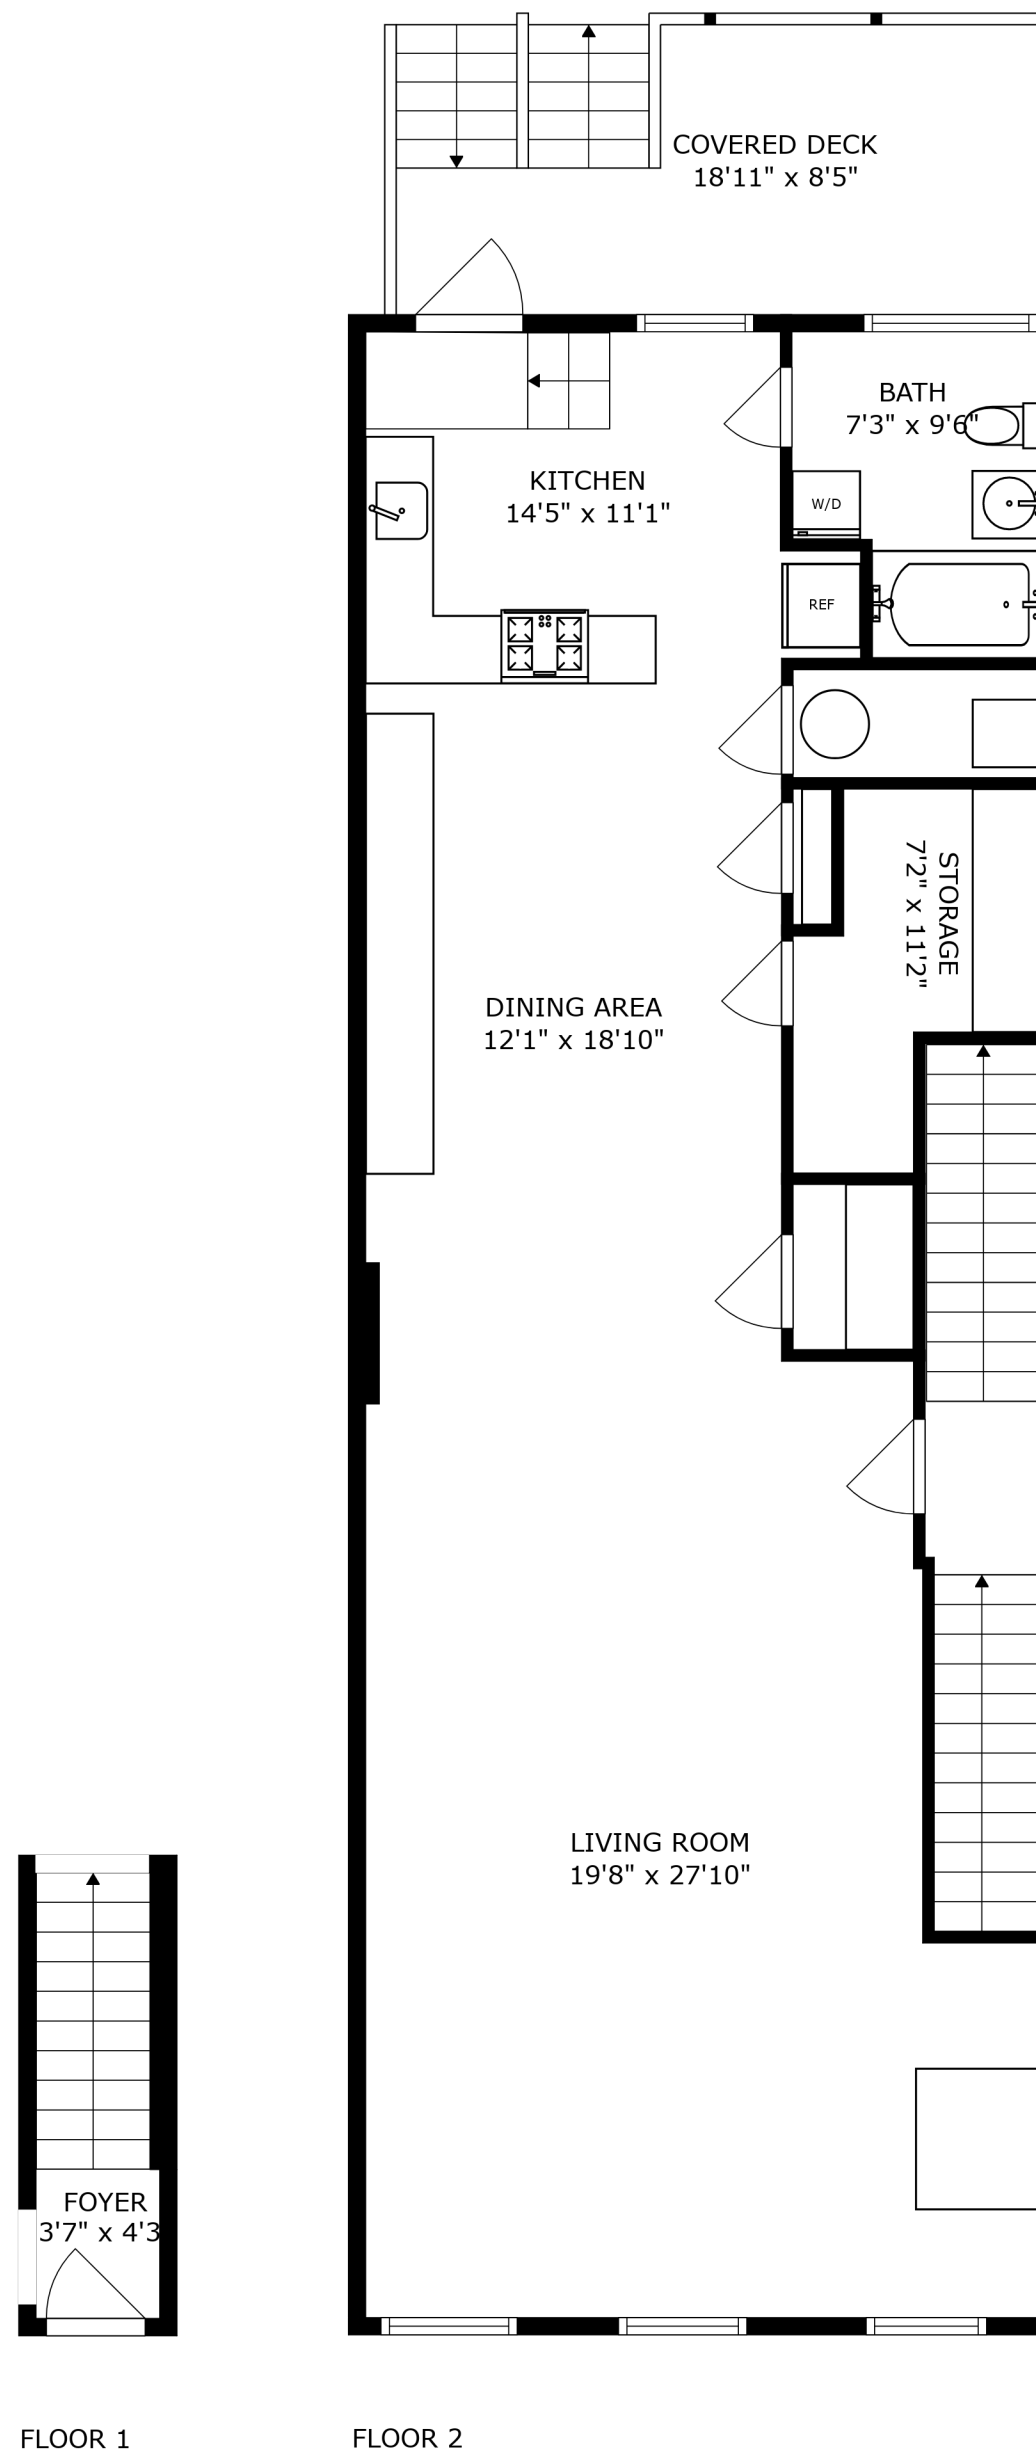 COVERED DECK
18'11" x 8'5"
BATH
7'3" x 9'6"
KITCHEN
14'5" x 11'1"
W/D
REF
STORAGE
7'2" x 11'2"
DINING AREA
12'1" x 18'10"
LIVING ROOM
19'8" x 27'10"
FOYER
3'7" x 4'3
FLOOR 1
FLOOR 2